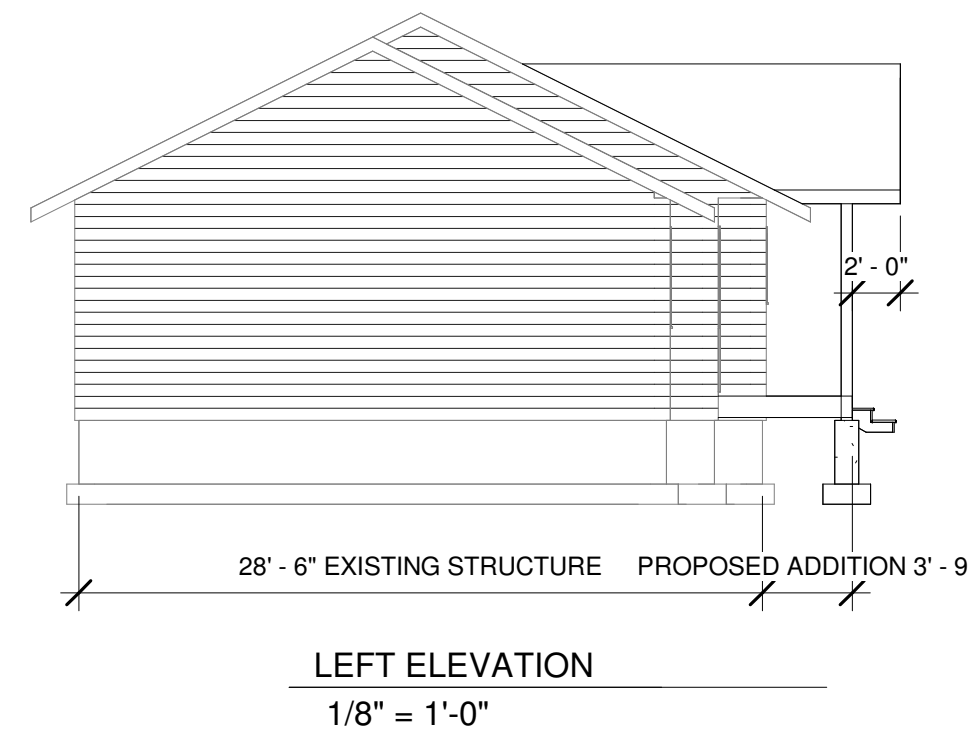 2' - 0"
28' - 6" EXISTING STRUCTURE PROPOSED ADDITION 3' - 9
LEFT ELEVATION
1/8" = 1'-0"